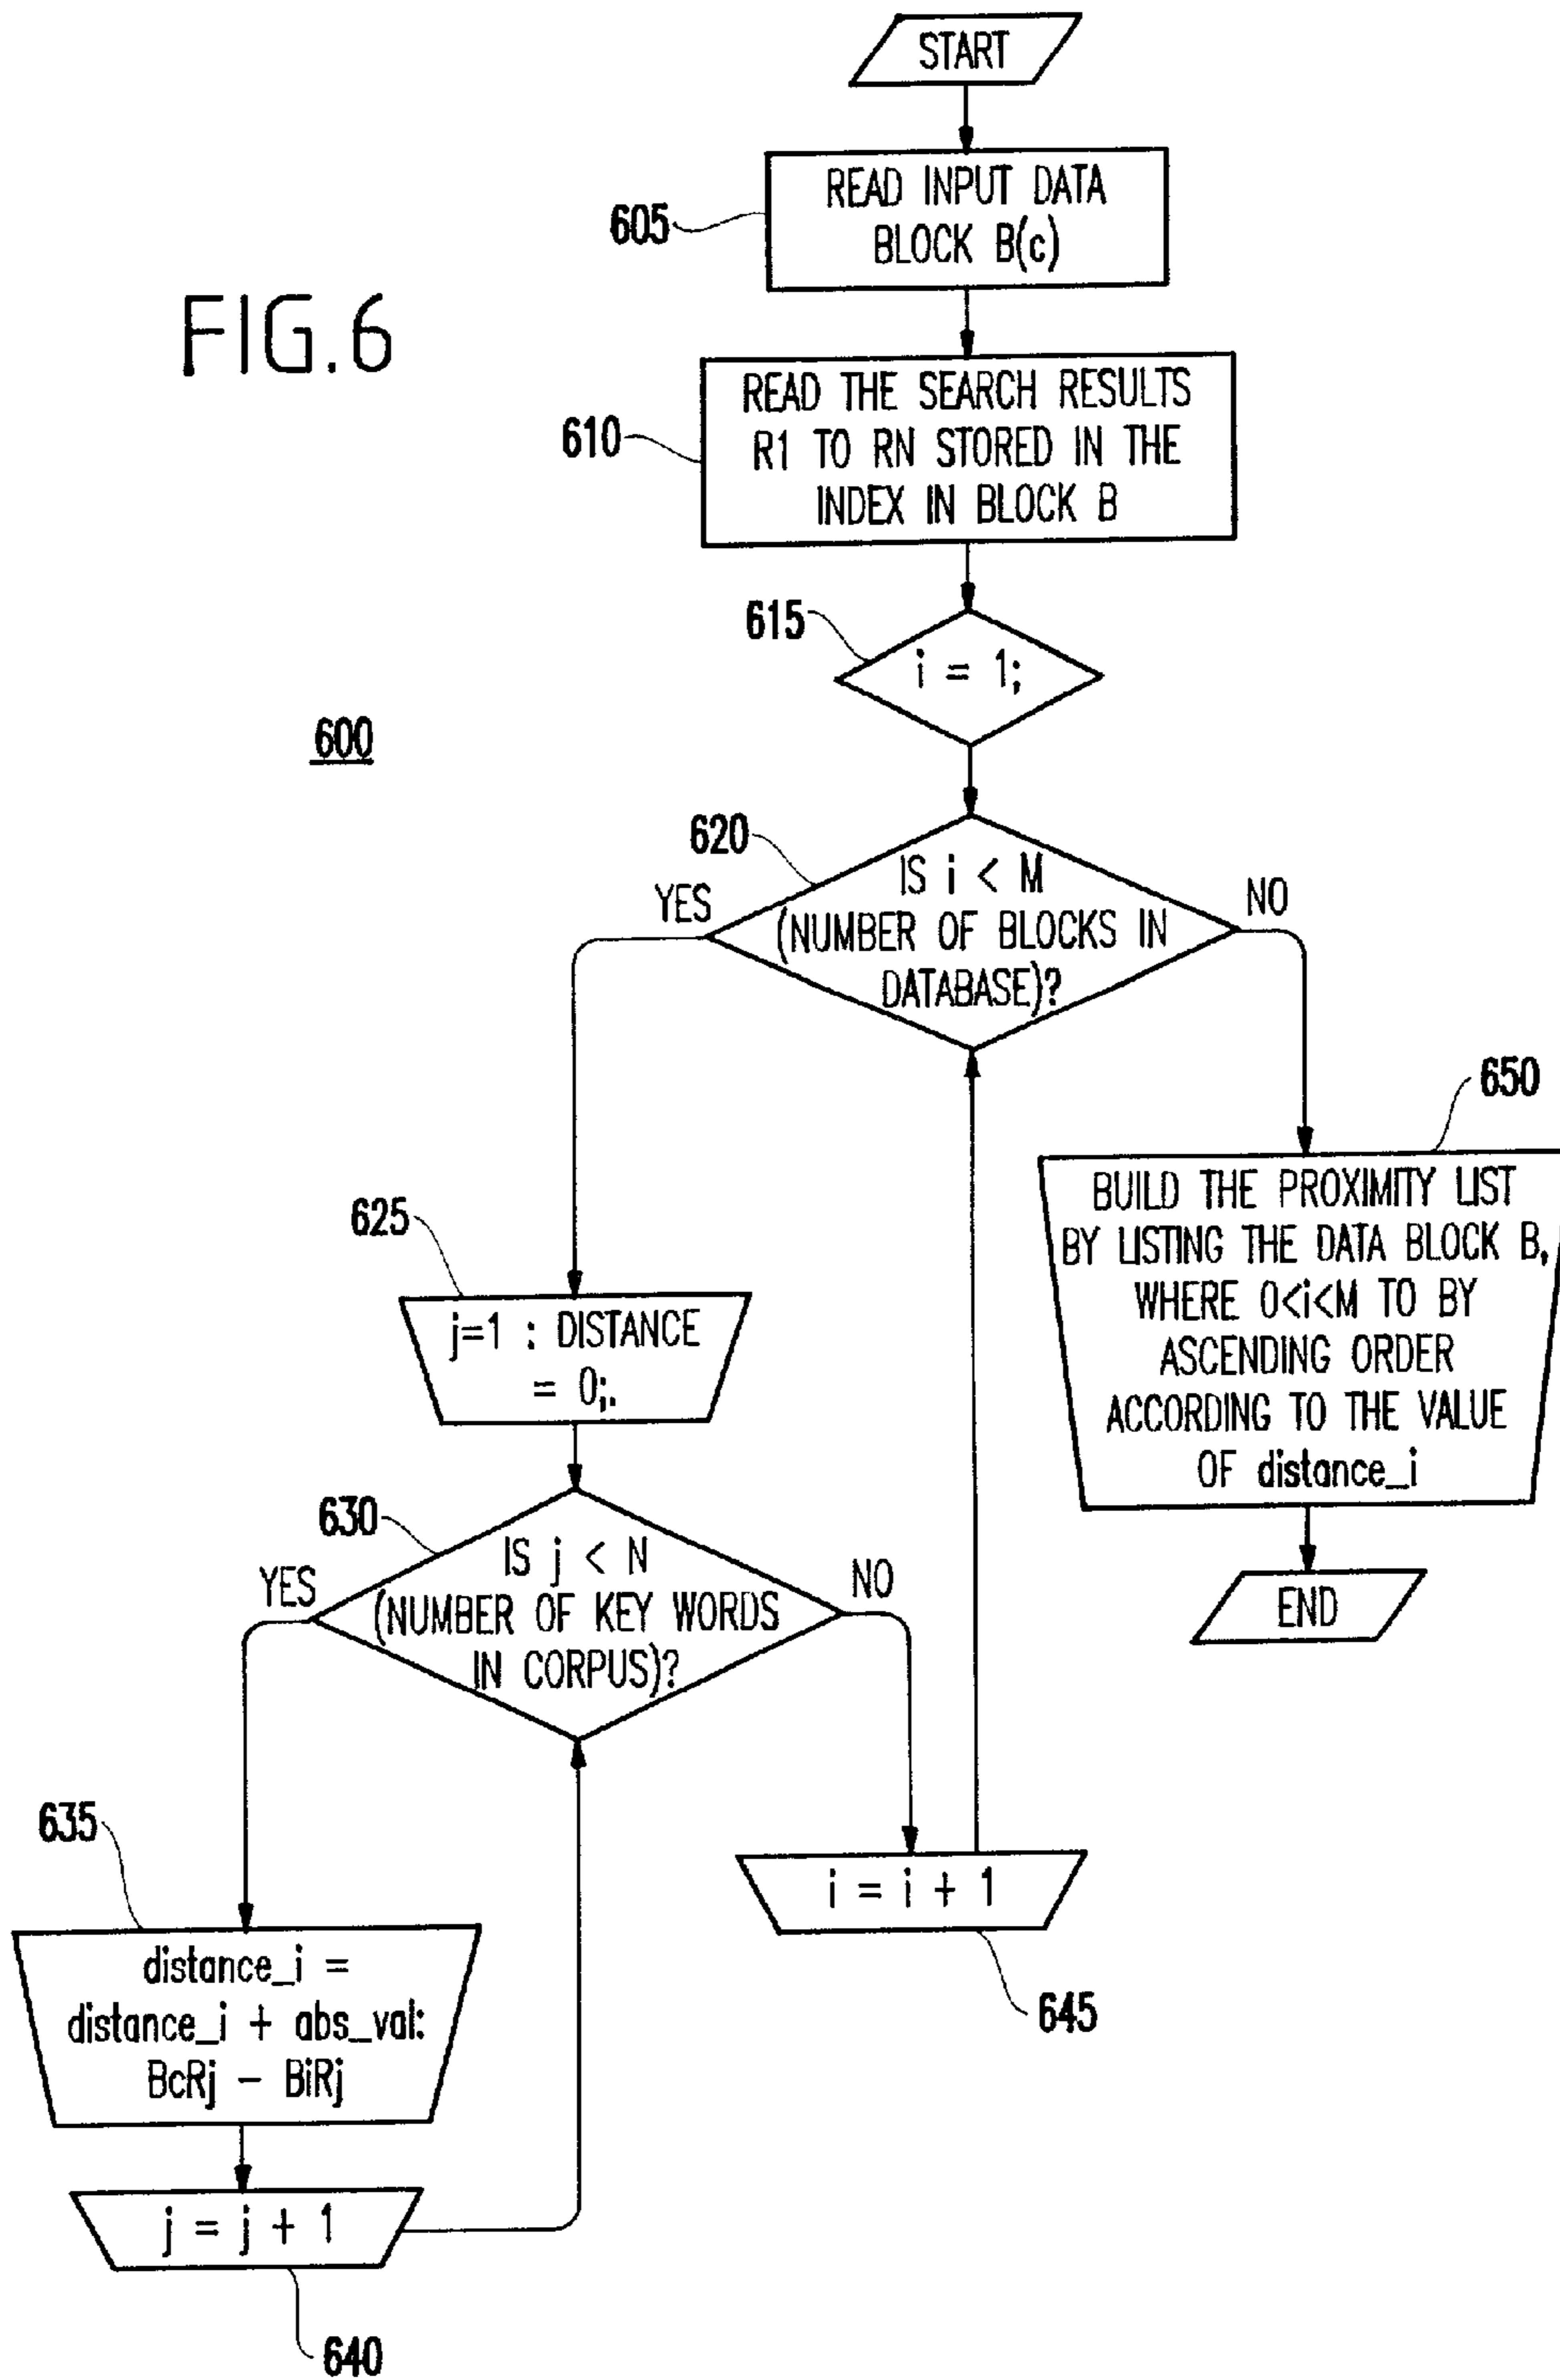 START
READ INPUT DATA
BLOCK B(c)
605
FIG.6
READ THE SEARCH RESULTS
R1 TO RN STORED IN THE
INDEX IN BLOCK B
610
615
i = 1;
600
620
IS i < M
(NUMBER OF BLOCKS IN
DATABASE)?
YES
NO
650
BUILD THE PROXIMITY LIST
BY LISTING THE DATA BLOCK B,
WHERE 0<i<M TO BY
ASCENDING ORDER
ACCORDING TO THE VALUE
OF distance_i
625
j=1 : DISTANCE
= 0;.
END
630
IS j < N
(NUMBER OF KEY WORDS
IN CORPUS)?
YES
NO
635
distance_i =
distance_i + abs_val:
BcRj - BiRj
i = i + 1
645
j = j + 1
640